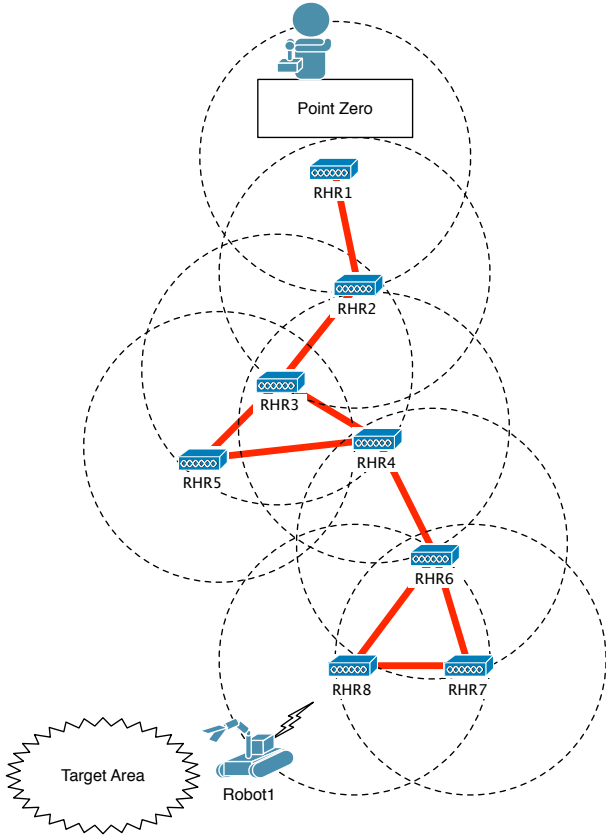 Point Zero
RHR1
RHR2
RHR3
RHR4
RHR5
RHR6
RHR8
RHR7
Target Area
Robot1